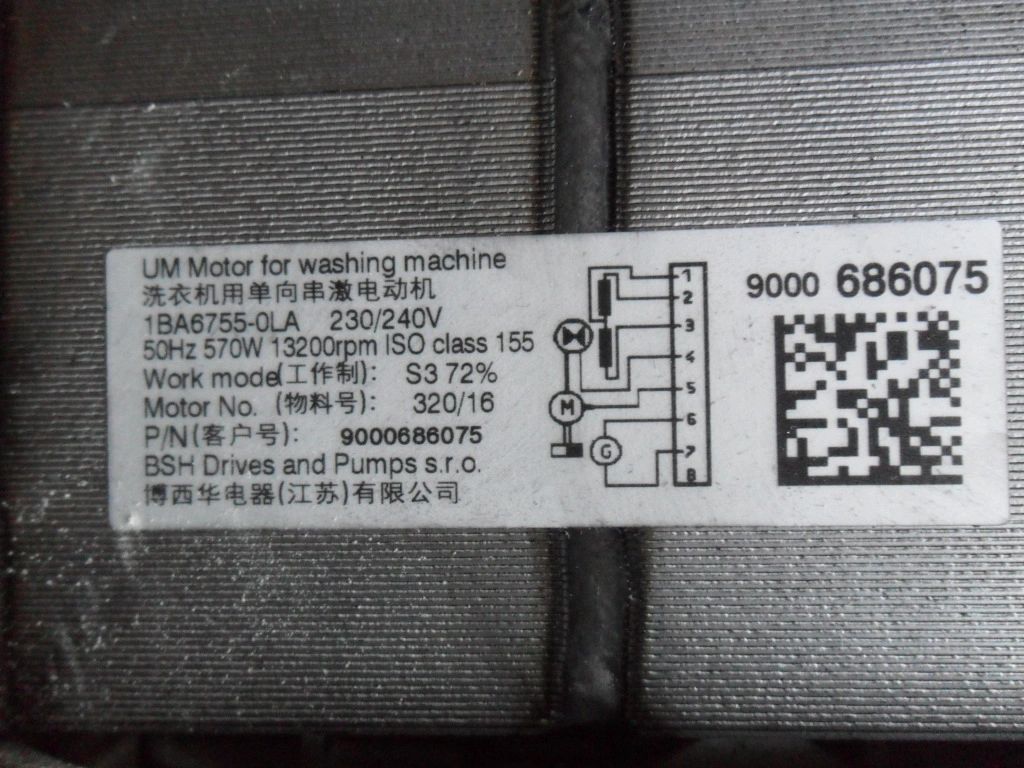 UM Motor for washing machine
洗衣机用单向串激电动机
1BA6755-0LA 230/240V
50Hz 570W 13200rpm ISO class 155
Work mode(工作制): S3 72%
Motor No. (物料号): 320/16
P/N(客户号): 9000686075
BSH Drives and Pumps s.r.o.
博西华电器(江苏)有限公司
1
2
3
4
5
6
7
8
M
G
9000 686075